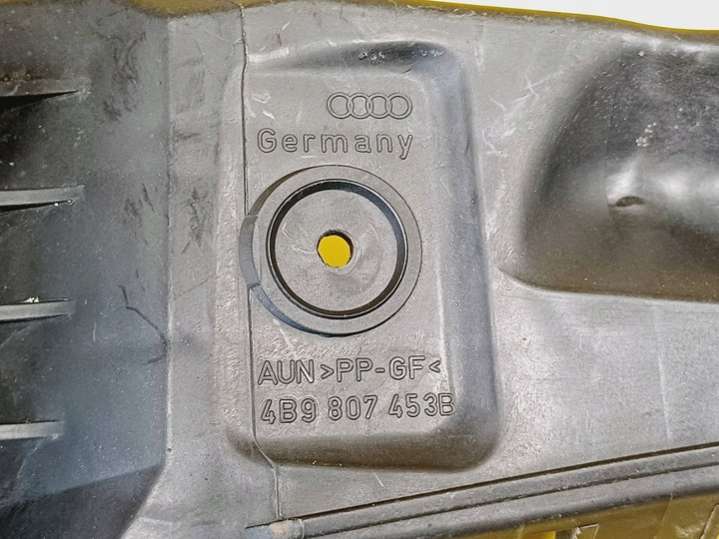 Germany
AUN >PP-GF<
4B9 807 453B